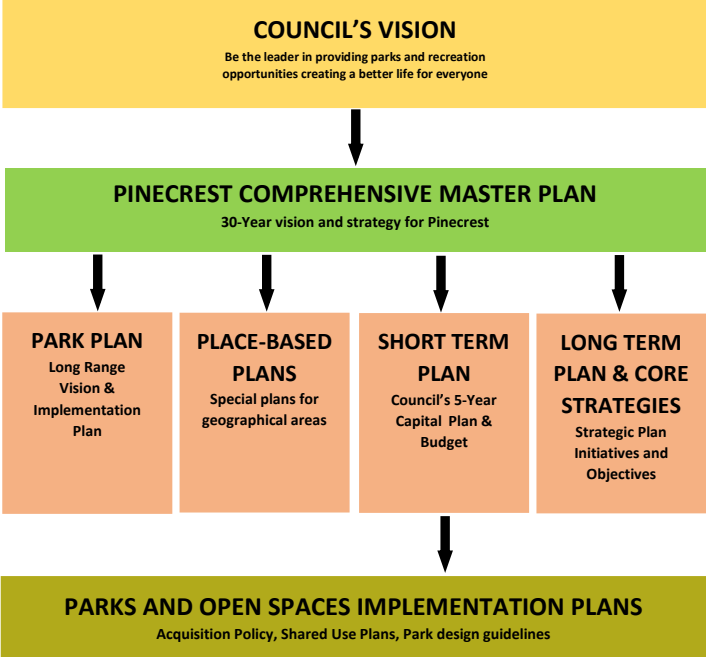 COUNCIL'S VISION
Be the leader in providing parks and recreation
opportunities creating a better life for everyone
PINECREST COMPREHENSIVE MASTER PLAN
30-Year vision and strategy for Pinecrest
PARK PLAN
Long Range
Vision &
Implementation
Plan
PLACE-BASED
PLANS
Special plans for
geographical areas
SHORT TERM
PLAN
Council's 5-Year
Capital Plan &
Budget
LONG TERM
PLAN & CORE
STRATEGIES
Strategic Plan
Initiatives and
Objectives
PARKS AND OPEN SPACES IMPLEMENTATION PLANS
Acquisition Policy, Shared Use Plans, Park design guidelines